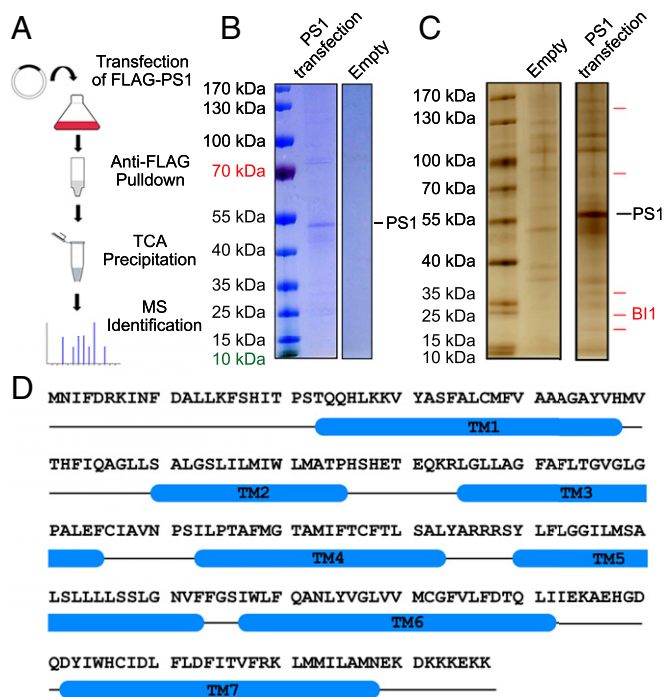 A
Transfection
of FLAG-PS1
Anti-FLAG
Pulldown
TCA
Precipitation
MS
Identification
B
PS1
transfection
Empty
170 kDa
130 kDa
100 kDa
70 kDa
55 kDa
40 kDa
35 kDa
25 kDa
15 kDa
10 kDa
PS1
C
Empty
PS1
transfection
170 kDa
130 kDa
100 kDa
70 kDa
55 kDa
40 kDa
35 kDa
25 kDa
15 kDa
10 kDa
PS1
BI1
D
MNIFDRKINF DALLKFSHIT PSTQQHLKKV YASFALCMFV AAAGAYVHMV
TM1
THFIQAGLLS ALGSLILMIW LMATPHSHET EQKRLGLLAG FAFLTGVGLG
TM2 TM3
PALEFCIAVN PSILPTAFMG TAMIFTCFTL SALYARRRSY LFLGGILMSA
TM4 TM5
LSLLLLSSLG NVFFGSIWLF QANLYVGLVV MCGFVLFDTQ LIIEKAEHGD
TM6
QDYIWHCIDL FLDFITVFRK LMMILAMNEK DKKKEKK
TM7